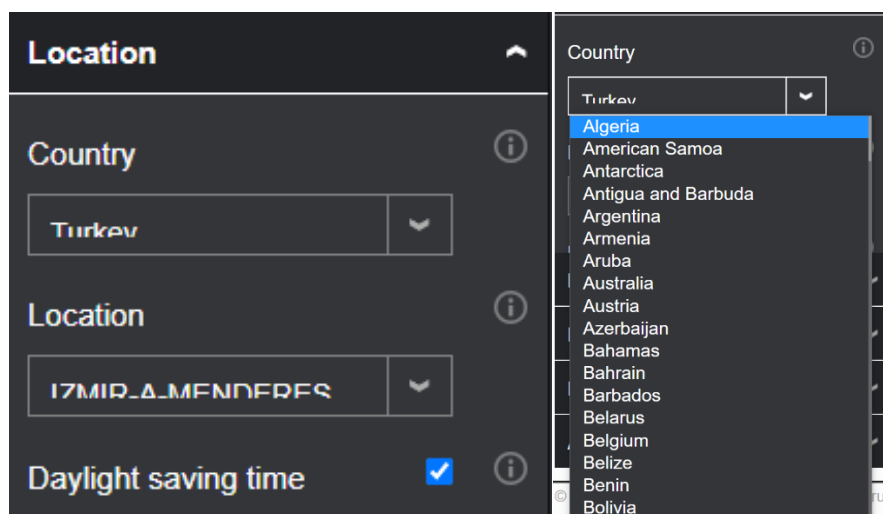 Location
Country
Turkey
Location
IZMIR-A-MENDERES
Daylight saving time
Country
Turkey
Algeria
American Samoa
Antarctica
Antigua and Barbuda
Argentina
Armenia
Aruba
Australia
Austria
Azerbaijan
Bahamas
Bahrain
Barbados
Belarus
Belgium
Belize
Benin
Bolivia
©